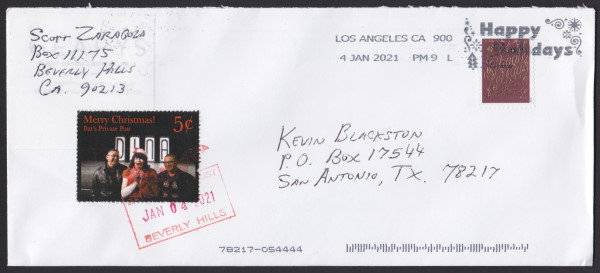 Scott Zaragoza
Box 11175
Beverly Hills
CA. 90213
LOS ANGELES CA 900
4 JAN 2021 PM 9 L
Happy
Holidays
Merry Christmas!
Bat's Private Post
5¢
DUNA
JAN 04 2021
BEVERLY HILLS
Kevin Blackston
P.O. Box 17544
San Antonio, TX. 78217
78217-054444